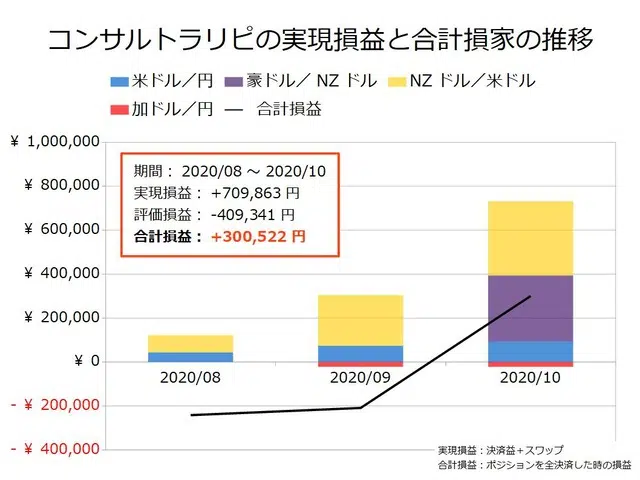 コンサルトラリピの実現損益と合計損家の推移
米ドル／円 豪ドル／ NZ ドル NZ ドル／米ドル
加ドル／円 合計損益
¥ 1,000,000
期間： 2020/08 ～ 2020/10
実現損益： +709,863 円
評価損益： -409,341 円
合計損益： +300,522 円
¥ 800,000
¥ 600,000
¥ 400,000
¥ 200,000
¥ 0
- ¥ 200,000
- ¥ 400,000
2020/08 2020/09 2020/10
実現損益：決済益＋スワップ
合計損益：ポジションを全決済した時の損益